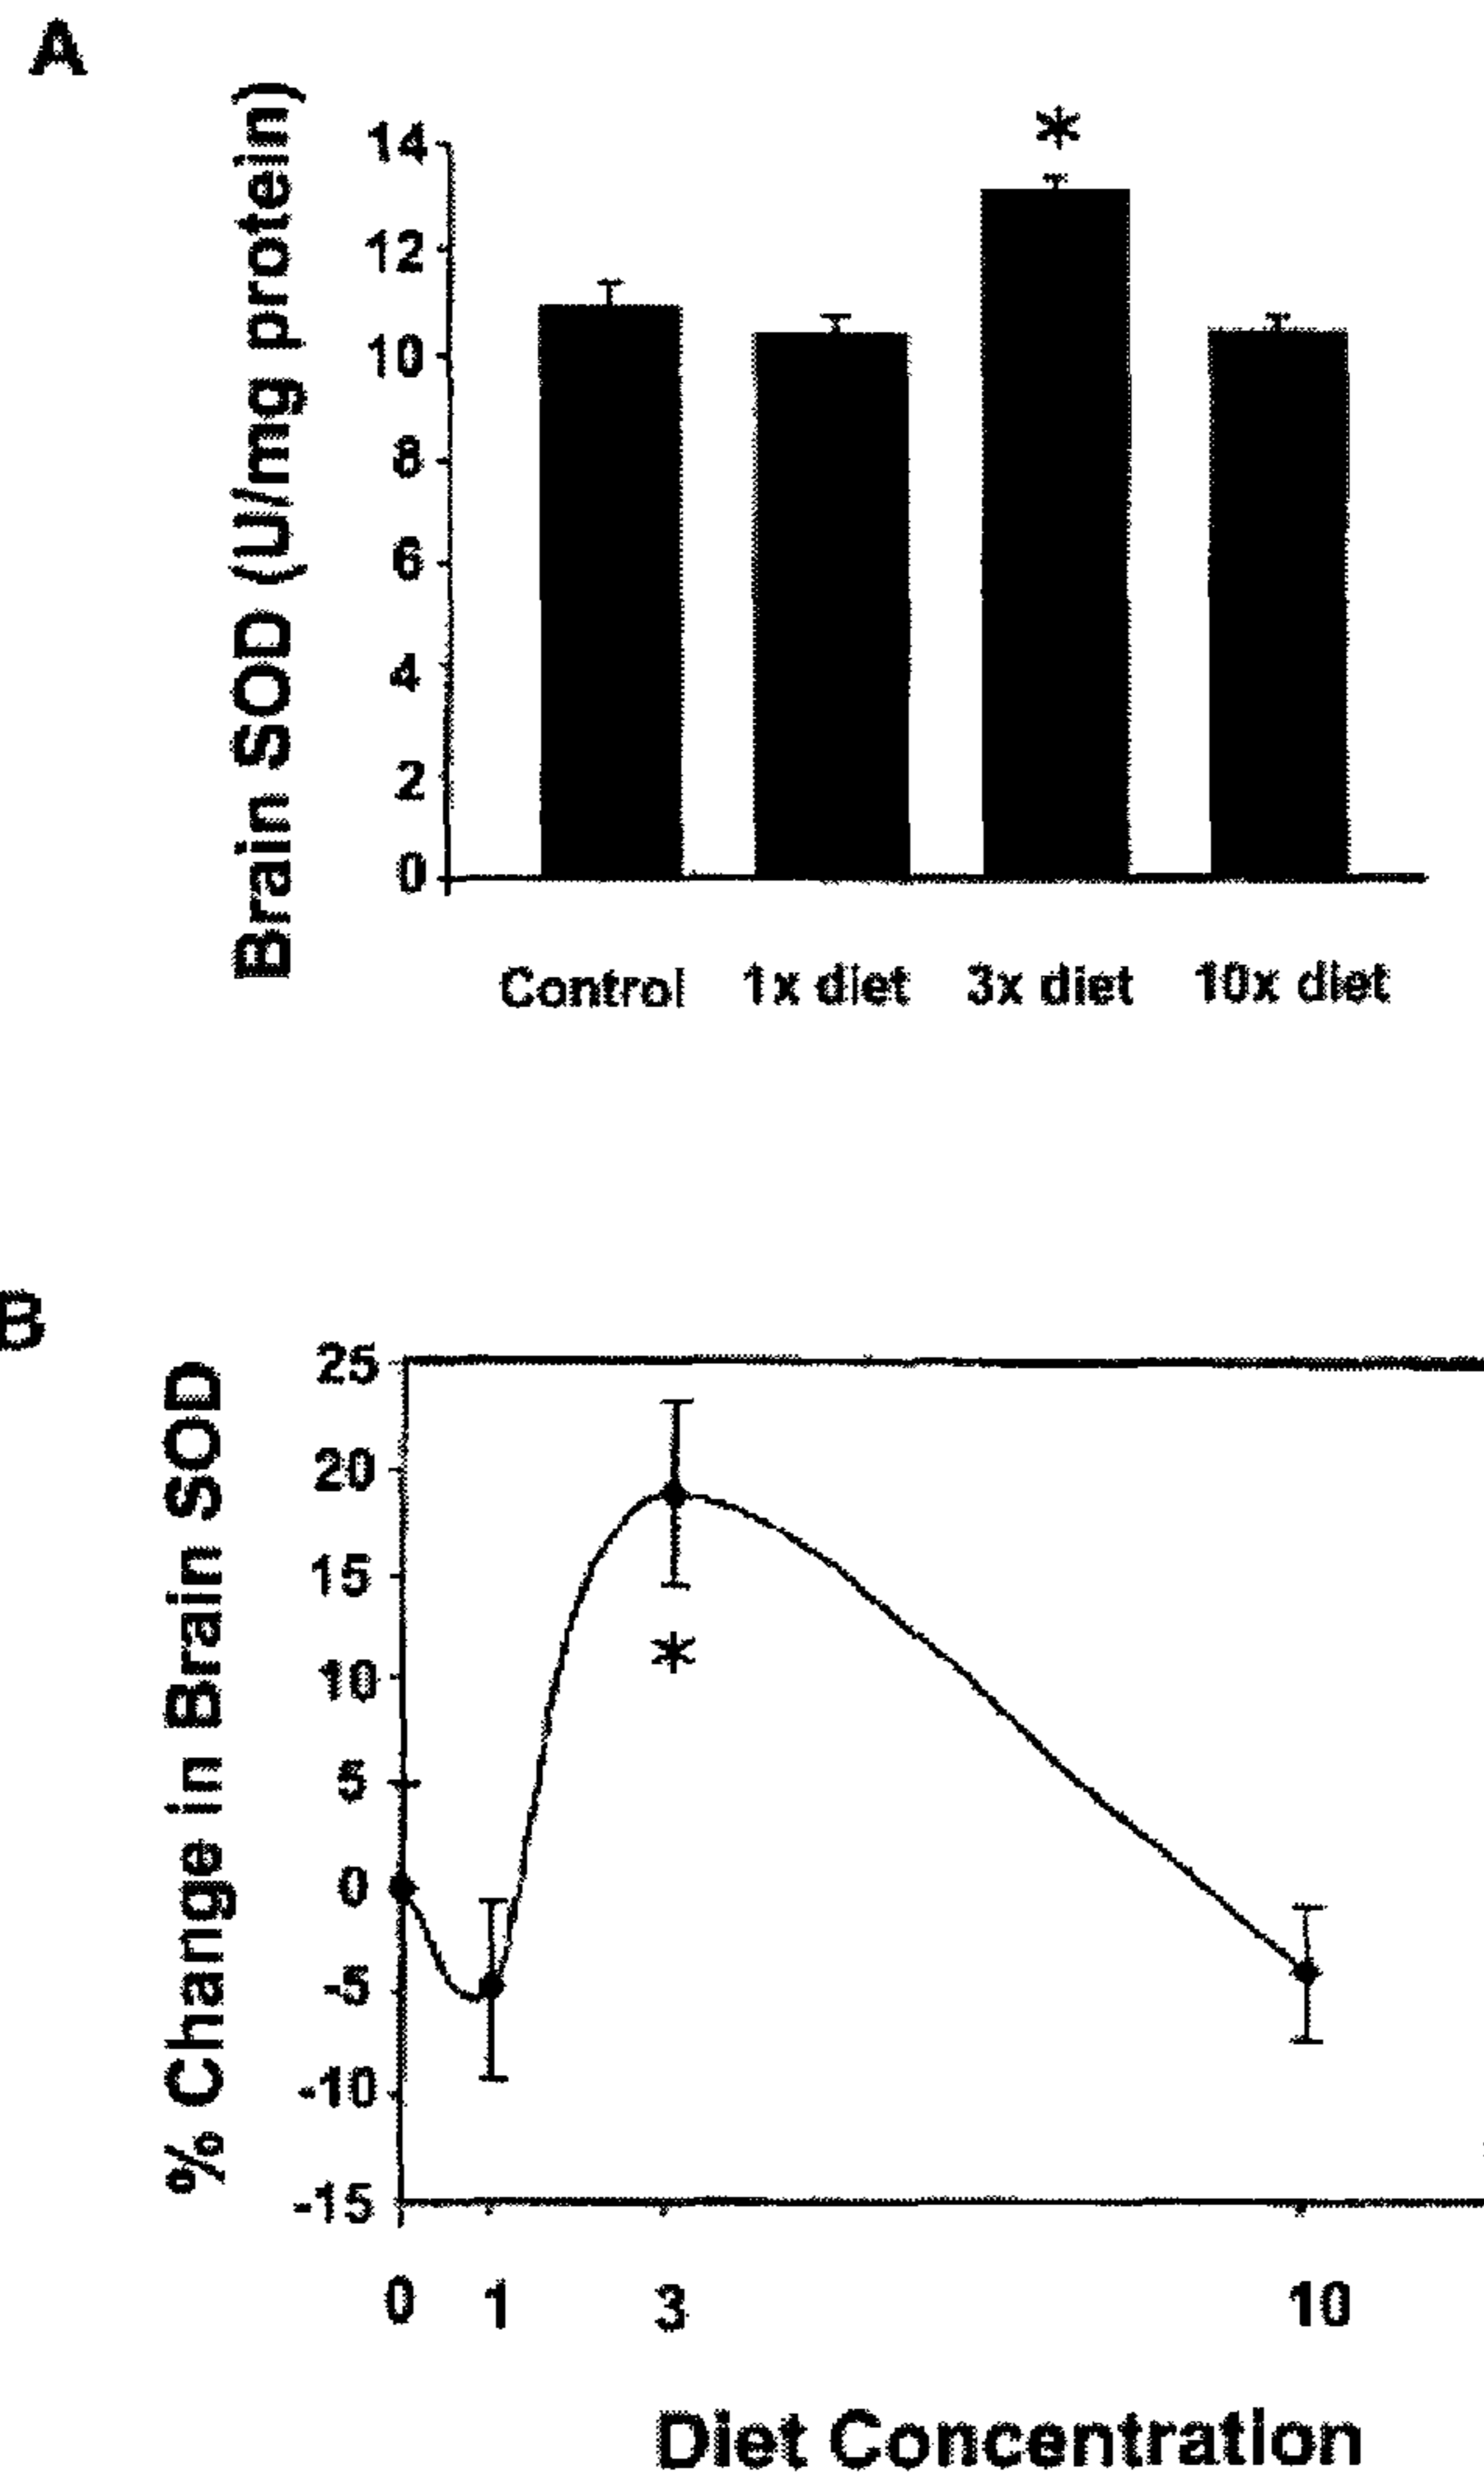 A
Brain SOD (U/mg protein)
14
*
12
10
8
6
4
2
0
Control 1x diet 3x diet 10x diet
B
% Change in Brain SOD
25
20
15
*
10
5
0
-5
-10
-15
0 1 3 10
Diet Concentration